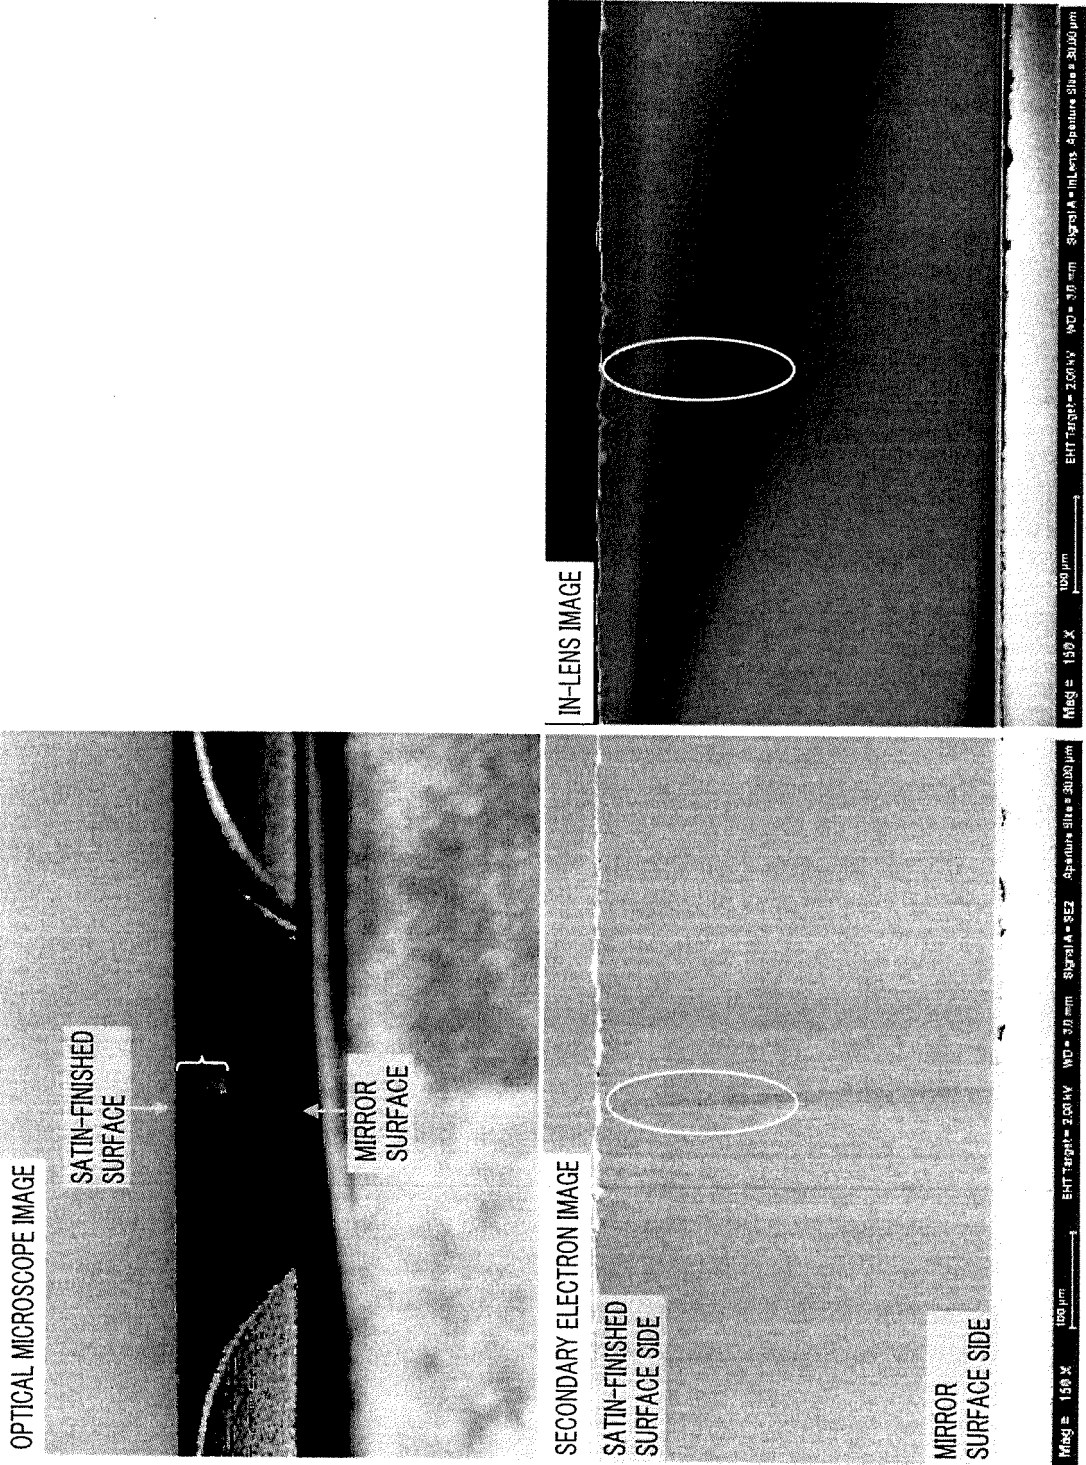 OPTICAL MICROSCOPE IMAGE
SATIN-FINISHED
SURFACE
MIRROR
SURFACE
SECONDARY ELECTRON IMAGE
SATIN-FINISHED
SURFACE SIDE
MIRROR
SURFACE SIDE
Mag = 150 X 100 µm EHT Target = 2.00 kV WD = 3.0 mm Signal A = SE2 Aperture Size = 30.00 µm
IN-LENS IMAGE
Mag = 150 X 100 µm EHT Target = 2.00 kV WD = 3.0 mm Signal A = InLens Aperture Size = 30.00 µm